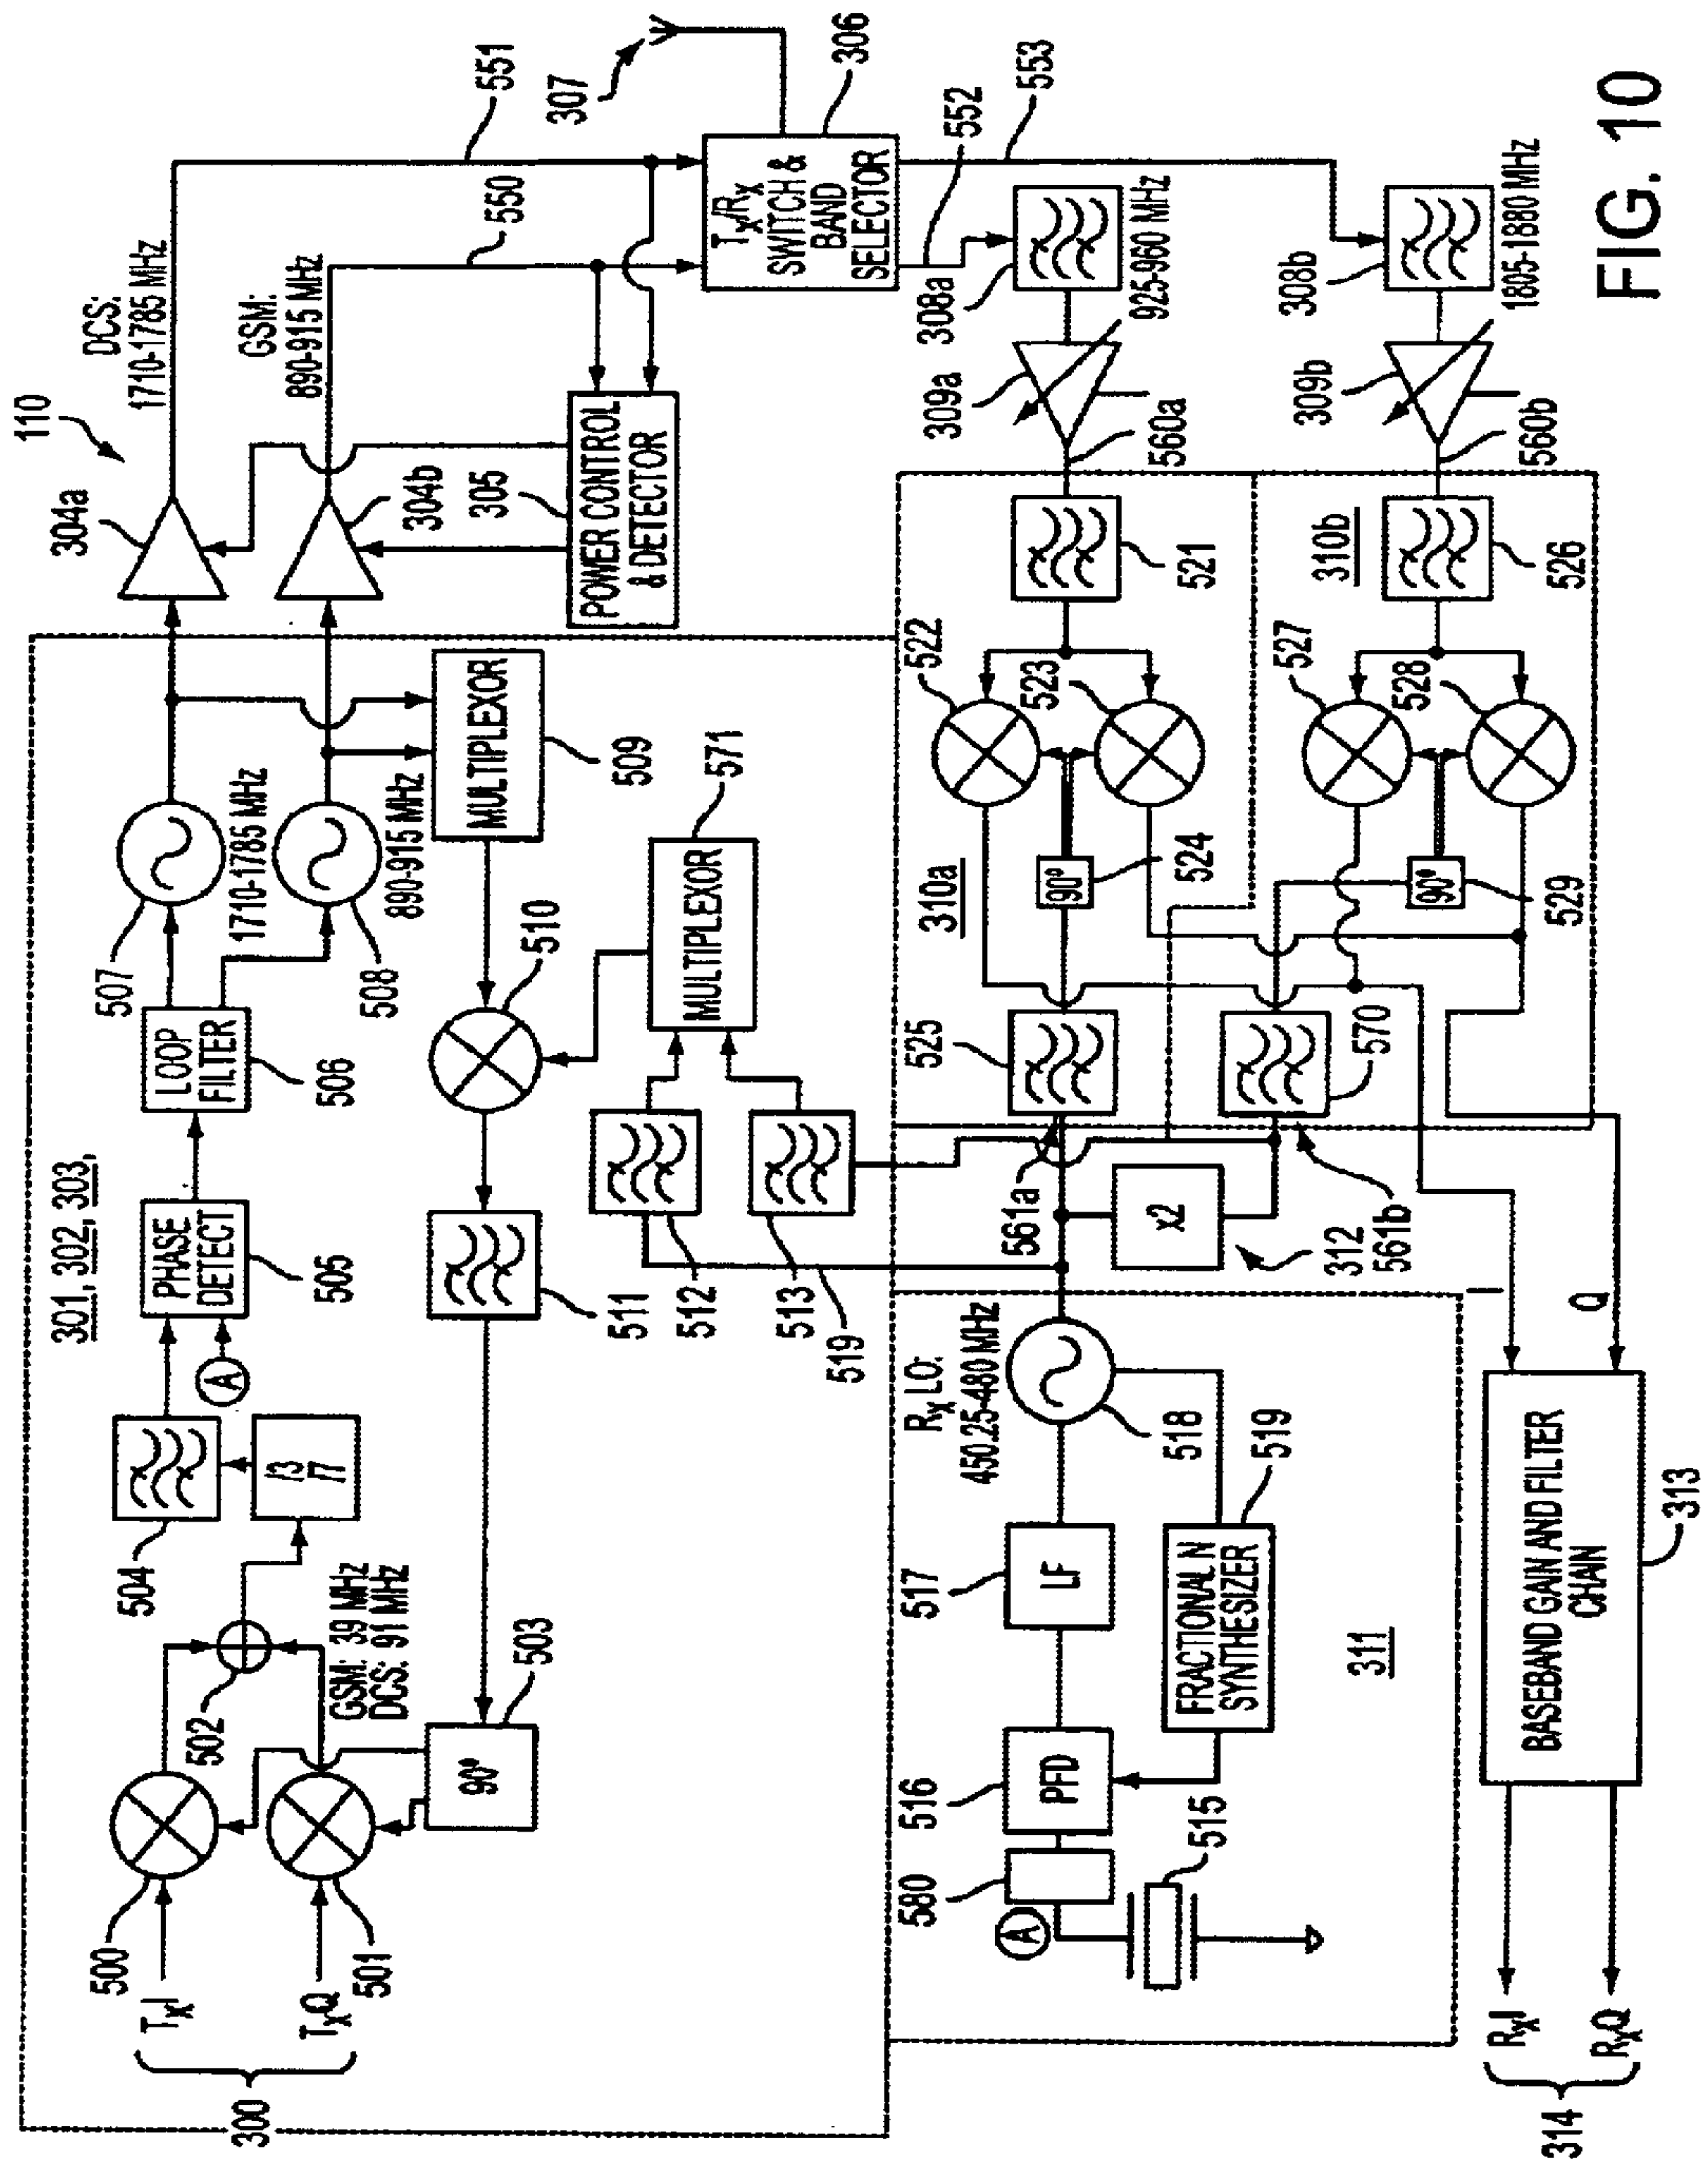 110
304a
DCS:
1710-1785 MHz
551
307
GSM:
890-915 MHz
550
304b
305
POWER CONTROL
& DETECTOR
Tx/Rx
SWITCH &
BAND
SELECTOR
306
552
553
301, 302, 303,
507
1710-1785 MHz
508
890-915 MHz
LOOP
FILTER
506
PHASE
DETECT
505
A
504
/3
/7
502
GSM: 39 MHz
DCS: 91 MHz
500
TxI
TxQ
501
300
90°
503
MULTIPLEXOR
509
510
511
MULTIPLEXOR
571
512
513
519
308a
925-960 MHz
309a
560a
308b
1805-1880 MHz
309b
560b
310a
521
522
523
90°
524
525
310b
526
527
528
90°
529
570
561a
x2
312
561b
Rx LO:
450.25-480 MHz
518
517
LF
FRACTIONAL N
SYNTHESIZER
519
516
PFD
515
580
A
311
I
Q
BASEBAND GAIN AND FILTER
CHAIN
313
RxI
RxQ
314
FIG. 10